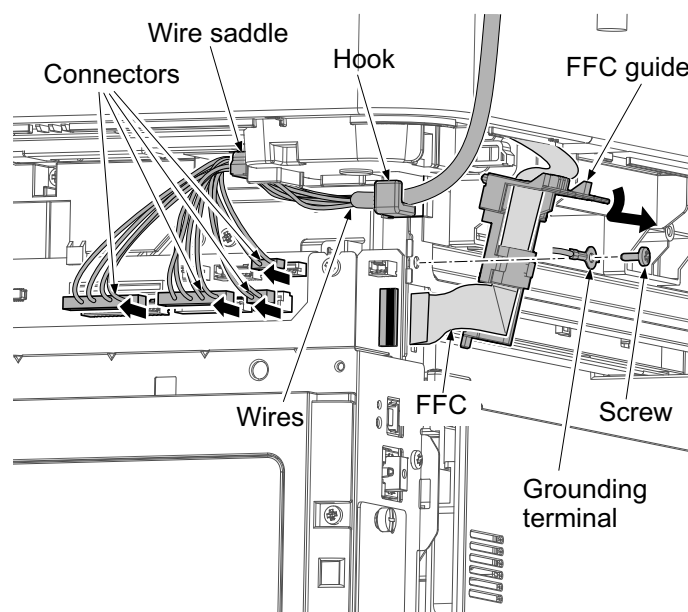 Wire saddle
Hook
FFC guide
Connectors
Wires
FFC
Screw
Grounding
terminal